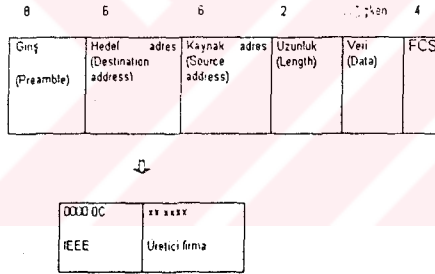 8 6 6 2 4
Giriş Hedef adres Kaynak adres Uzunluk Veri FCS
(Destination (Source (Length) (Data)
(Preamble) address) address)
0000 0C xx xxxx
IEEE Üretici firma